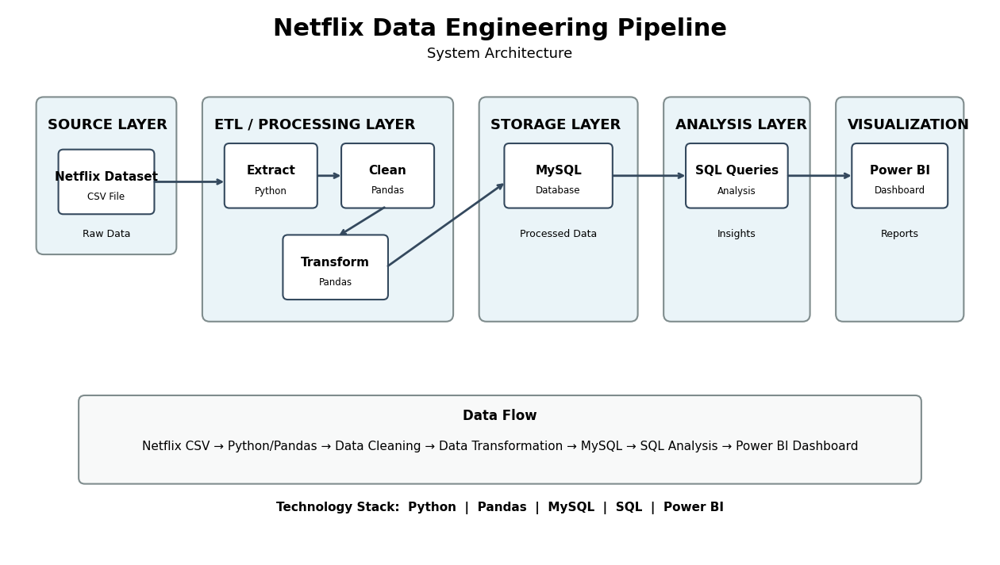 Netflix Data Engineering Pipeline
System Architecture
SOURCE LAYER
Netflix Dataset
CSV File
Raw Data
ETL / PROCESSING LAYER
Extract
Python
Clean
Pandas
Transform
Pandas
STORAGE LAYER
MySQL
Database
Processed Data
ANALYSIS LAYER
SQL Queries
Analysis
Insights
VISUALIZATION
Power BI
Dashboard
Reports
Data Flow
Netflix CSV → Python/Pandas → Data Cleaning → Data Transformation → MySQL → SQL Analysis → Power BI Dashboard
Technology Stack: Python | Pandas | MySQL | SQL | Power BI